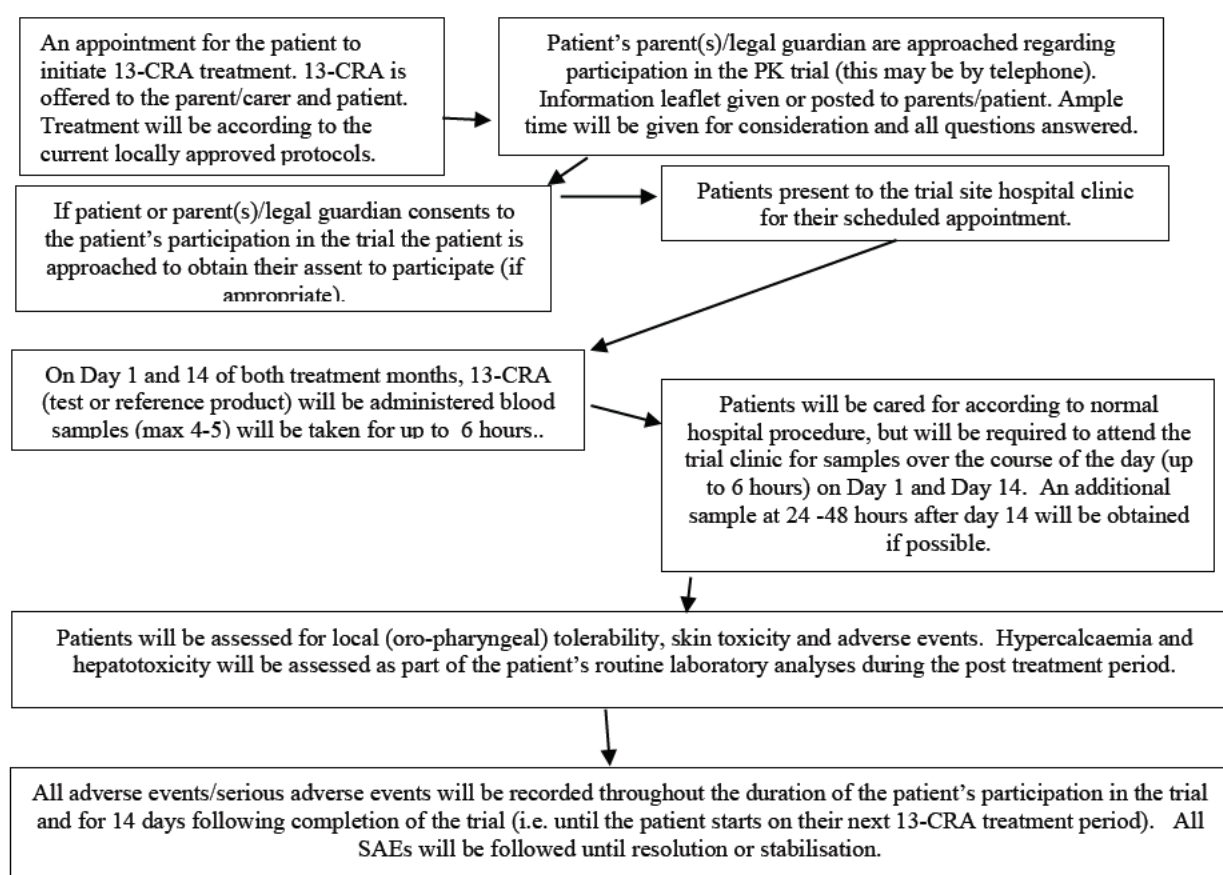 An appointment for the patient to
initiate 13-CRA treatment. 13-CRA is
offered to the parent/carer and patient.
Treatment will be according to the
current locally approved protocols.
Patient's parent(s)/legal guardian are approached regarding
participation in the PK trial (this may be by telephone).
Information leaflet given or posted to parents/patient. Ample
time will be given for consideration and all questions answered.
If patient or parent(s)/legal guardian consents to
the patient's participation in the trial the patient is
approached to obtain their assent to participate (if
appropriate).
Patients present to the trial site hospital clinic
for their scheduled appointment.
On Day 1 and 14 of both treatment months, 13-CRA
(test or reference product) will be administered blood
samples (max 4-5) will be taken for up to  6 hours..
Patients will be cared for according to normal
hospital procedure, but will be required to attend the
trial clinic for samples over the course of the day (up
to 6 hours) on Day 1 and Day 14.  An additional
sample at 24 -48 hours after day 14 will be obtained
if possible.
Patients will be assessed for local (oro-pharyngeal) tolerability, skin toxicity and adverse events.  Hypercalcaemia and
hepatotoxicity will be assessed as part of the patient's routine laboratory analyses during the post treatment period.
All adverse events/serious adverse events will be recorded throughout the duration of the patient's participation in the trial
and for 14 days following completion of the trial (i.e. until the patient starts on their next 13-CRA treatment period).   All
SAEs will be followed until resolution or stabilisation.